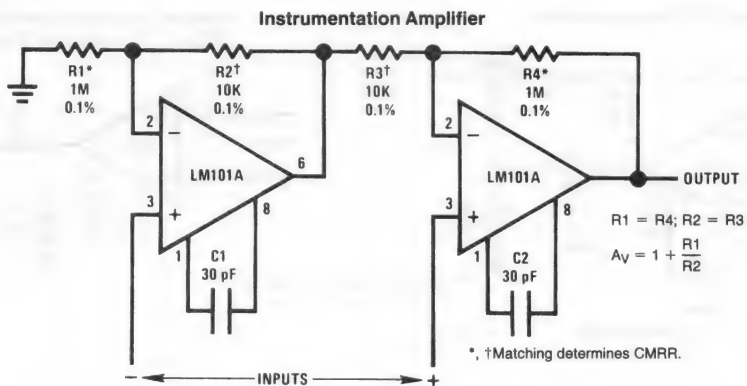 Instrumentation Amplifier
R1*
1M
0.1%
R2†
10K
0.1%
R3†
10K
0.1%
R4*
1M
0.1%
2
−
LM101A
6
3
+
8
1
C1
30 pF
2
−
LM101A
3
+
8
1
C2
30 pF
OUTPUT
R1 = R4; R2 = R3
AV = 1 + R1
R2
*, †Matching determines CMRR.
− INPUTS +